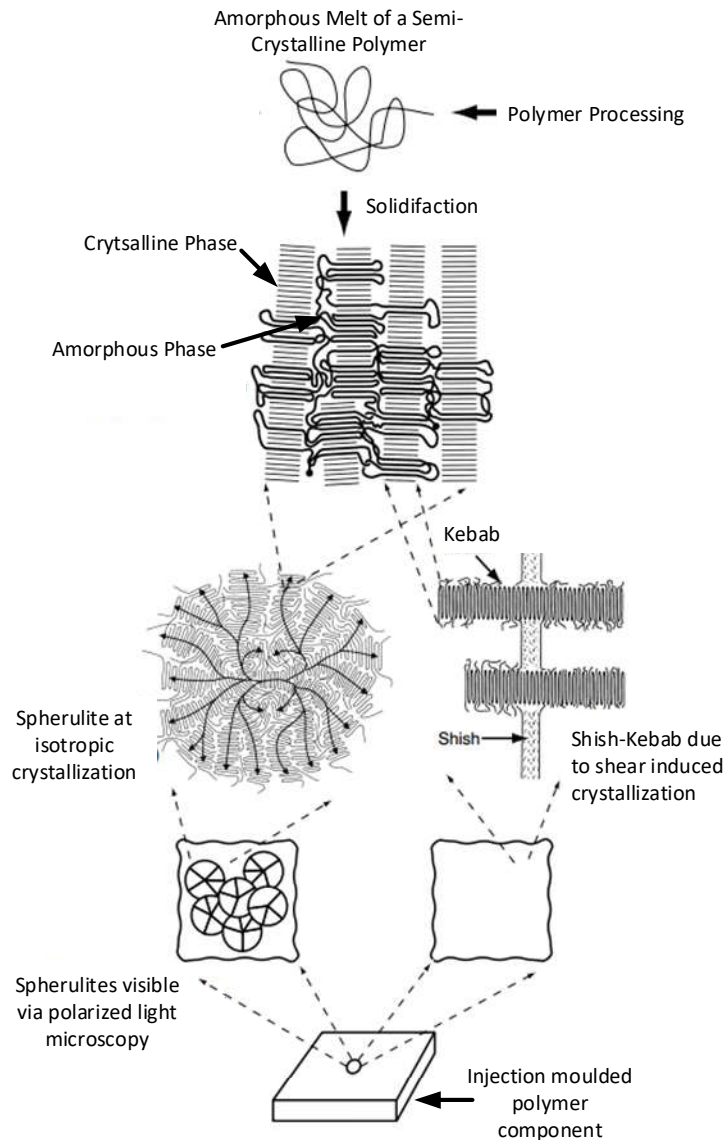 Amorphous Melt of a Semi-
Crystalline Polymer
Polymer Processing
Solidifaction
Crytsalline Phase
Amorphous Phase
Kebab
Spherulite at
isotropic
crystallization
Shish
Shish-Kebab due
to shear induced
crystallization
Spherulites visible
via polarized light
microscopy
Injection moulded
polymer
component